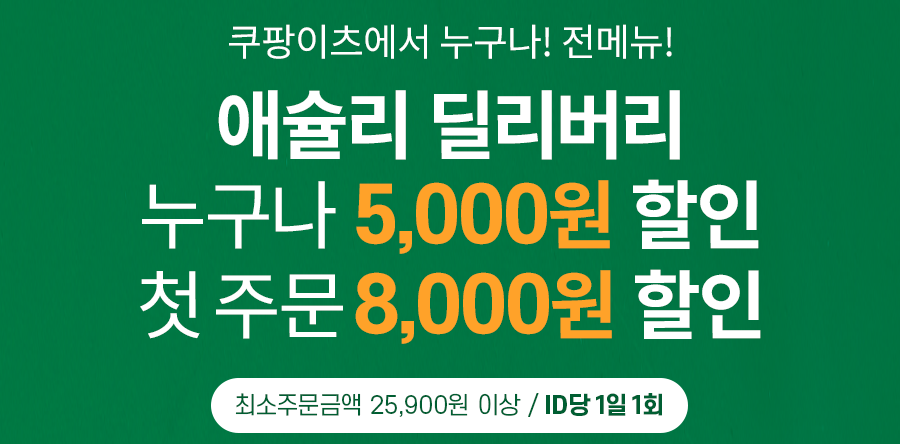 쿠팡이츠에서 누구나! 전메뉴!
애슐리 딜리버리
누구나 5,000원 할인
첫 주문 8,000원 할인
최소주문금액 25,900원 이상 / ID당 1일 1회